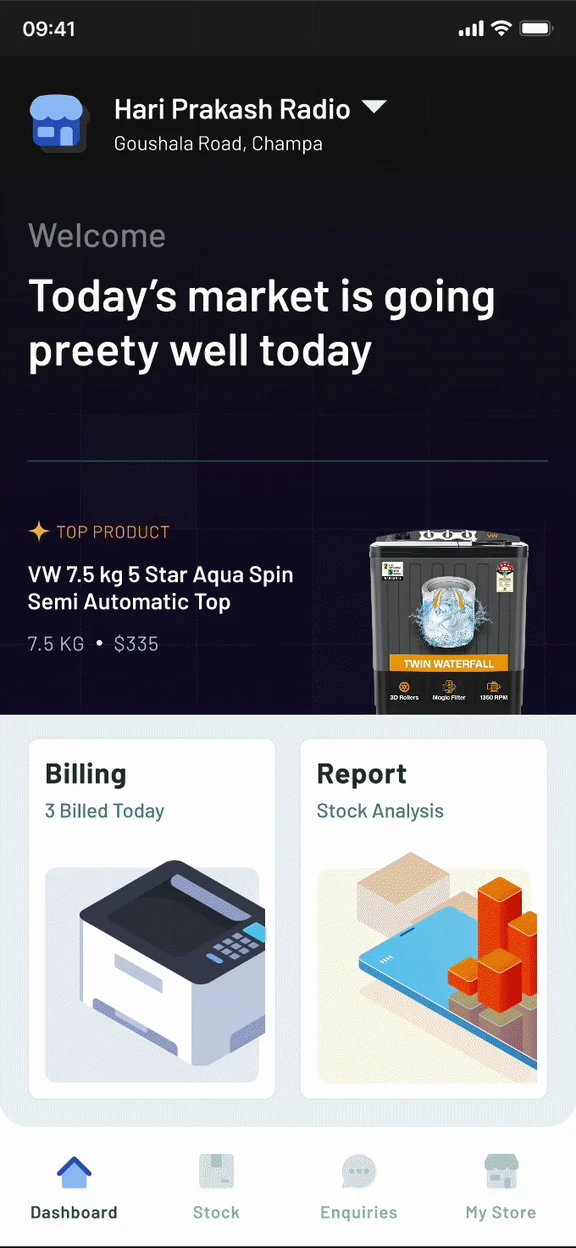 09:41
Hari Prakash Radio
Goushala Road, Champa
Welcome
Today’s market is going
preety well today
TOP PRODUCT
VW 7.5 kg 5 Star Aqua Spin
Semi Automatic Top
7.5 KG • $335
VW
TWIN WATERFALL
3D Rollers Magic Filter 1350 RPM
Billing
3 Billed Today
Report
Stock Analysis
Dashboard Stock Enquiries My Store